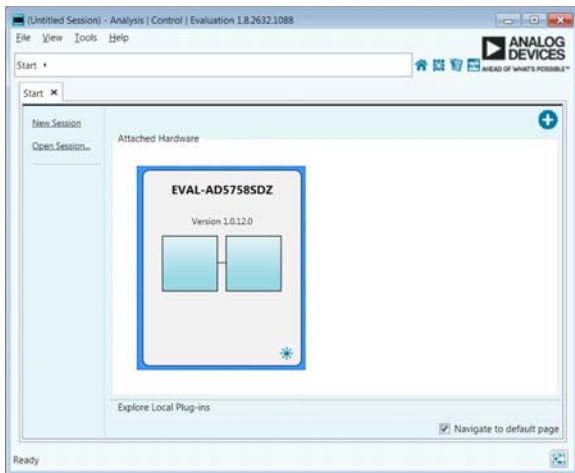 (Untitled Session) - Analysis | Control | Evaluation 1.8.2632.1088
File View Tools Help
ANALOG
DEVICES
AHEAD OF WHAT'S POSSIBLE™
Start
Start
New Session
Open Session...
Attached Hardware
EVAL-AD5758SDZ
Version 1.0.12.0
Explore Local Plug-ins
Navigate to default page
Ready